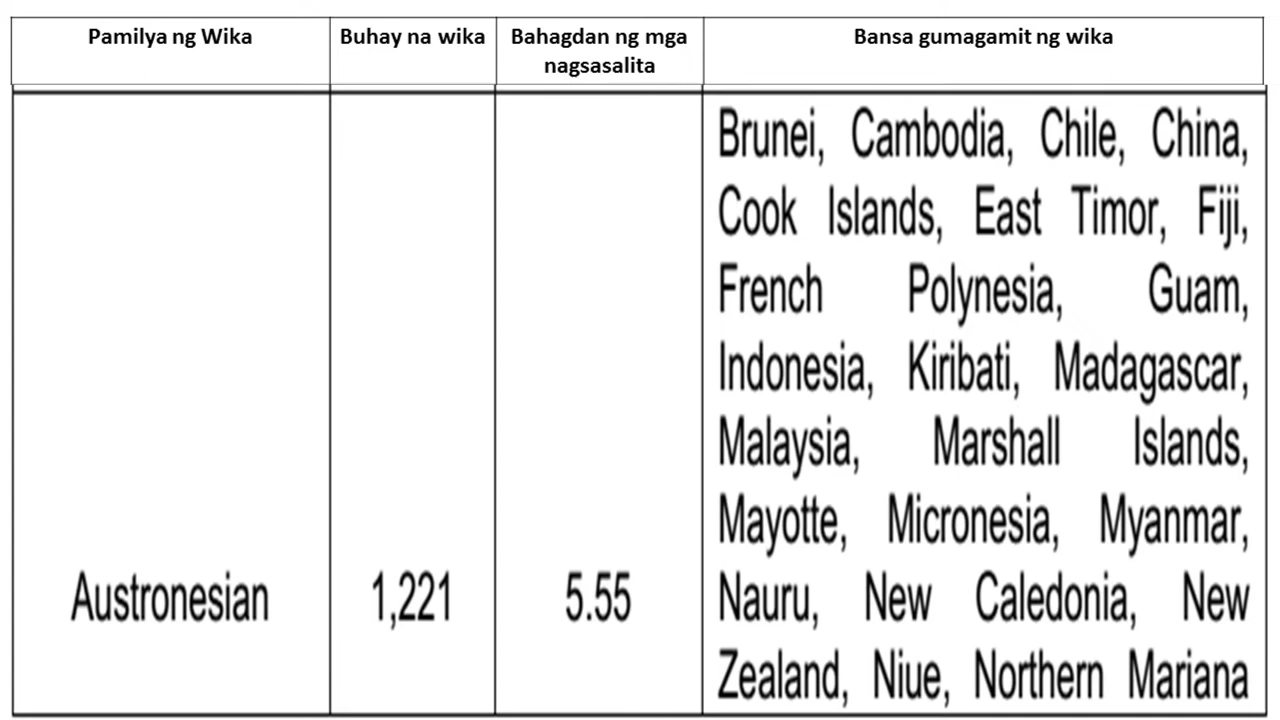 Pamilya ng Wika
Buhay na wika
Bahagdan ng mga
nagsasalita
Bansa gumagamit ng wika
Austronesian
1,221
5.55
Brunei, Cambodia, Chile, China,
Cook Islands, East Timor, Fiji,
French Polynesia, Guam,
Indonesia, Kiribati, Madagascar,
Malaysia, Marshall Islands,
Mayotte, Micronesia, Myanmar,
Nauru, New Caledonia, New
Zealand, Niue, Northern Mariana